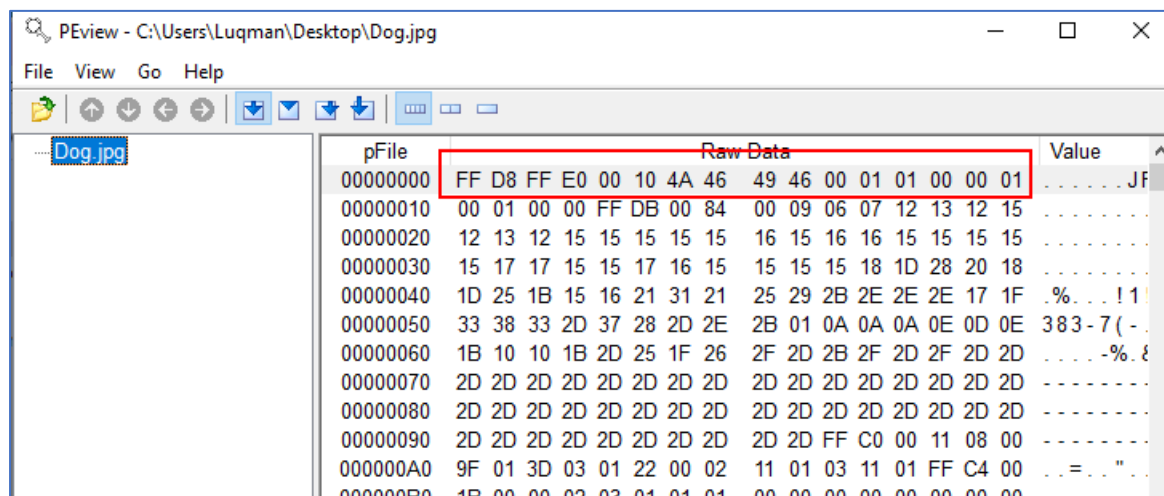 PEview - C:\Users\Luqman\Desktop\Dog.jpg
File View Go Help
Dog.jpg
pFile Raw Data Value
00000000 FF D8 FF E0 00 10 4A 46 49 46 00 01 01 00 00 01 . . . . . . JF
00000010 00 01 00 00 FF DB 00 84 00 09 06 07 12 13 12 15 . . . . . . . .
00000020 12 13 12 15 15 15 15 15 16 15 16 16 15 15 15 15 . . . . . . . .
00000030 15 17 17 15 15 17 16 15 15 15 15 18 1D 28 20 18 . . . . . . . .
00000040 1D 25 1B 15 16 21 31 21 25 29 2B 2E 2E 2E 17 1F . % . . . ! 1 !
00000050 33 38 33 2D 37 28 2D 2E 2B 01 0A 0A 0A 0E 0D 0E 3 8 3 - 7 ( - .
00000060 1B 10 10 1B 2D 25 1F 26 2F 2D 2B 2F 2D 2F 2D 2D . . . . - % . &
00000070 2D 2D 2D 2D 2D 2D 2D 2D 2D 2D 2D 2D 2D 2D 2D 2D - - - - - - - -
00000080 2D 2D 2D 2D 2D 2D 2D 2D 2D 2D 2D 2D 2D 2D 2D 2D - - - - - - - -
00000090 2D 2D 2D 2D 2D 2D 2D 2D 2D 2D FF C0 00 11 08 00 - - - - - - - -
000000A0 9F 01 3D 03 01 22 00 02 11 01 03 11 01 FF C4 00 . . = . . " . .